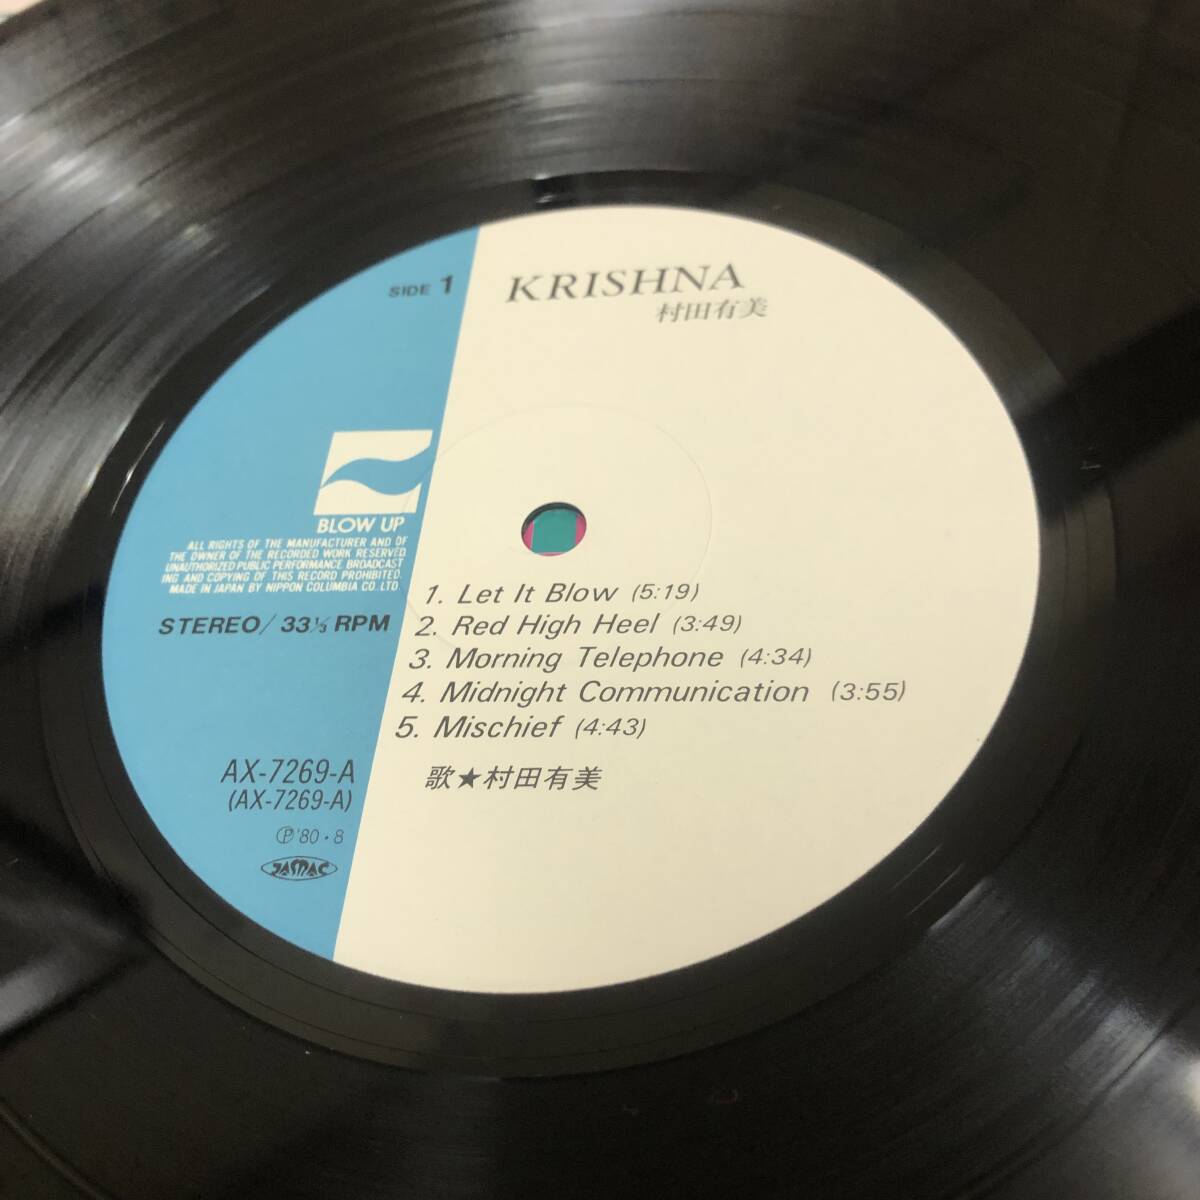 SIDE 1
KRISHNA
村田有美
BLOW UP
ALL RIGHTS OF THE MANUFACTURER AND OF
THE OWNER OF THE RECORDED WORK RESERVED
UNAUTHORIZED PUBLIC PERFORMANCE BROADCAST
ING AND COPYING OF THIS RECORD PROHIBITED.
MADE IN JAPAN BY NIPPON COLUMBIA CO. LTD.
STEREO/ 33⅓ RPM
1. Let It Blow (5:19)
2. Red High Heel (3:49)
3. Morning Telephone (4:34)
4. Midnight Communication (3:55)
5. Mischief (4:43)
歌★村田有美
AX-7269-A
(AX-7269-A)
Ⓟ'80・8
JASRAC